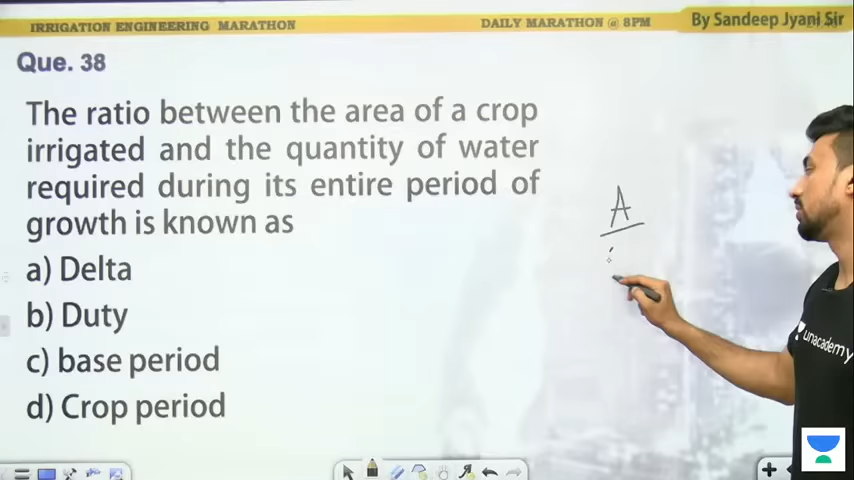 IRRIGATION ENGINEERING MARATHON
DAILY MARATHON @ 8PM
By Sandeep Jyani Sir
Que. 38
The ratio between the area of a crop
irrigated and the quantity of water
required during its entire period of
growth is known as
a) Delta
b) Duty
c) base period
d) Crop period
A
unacademy